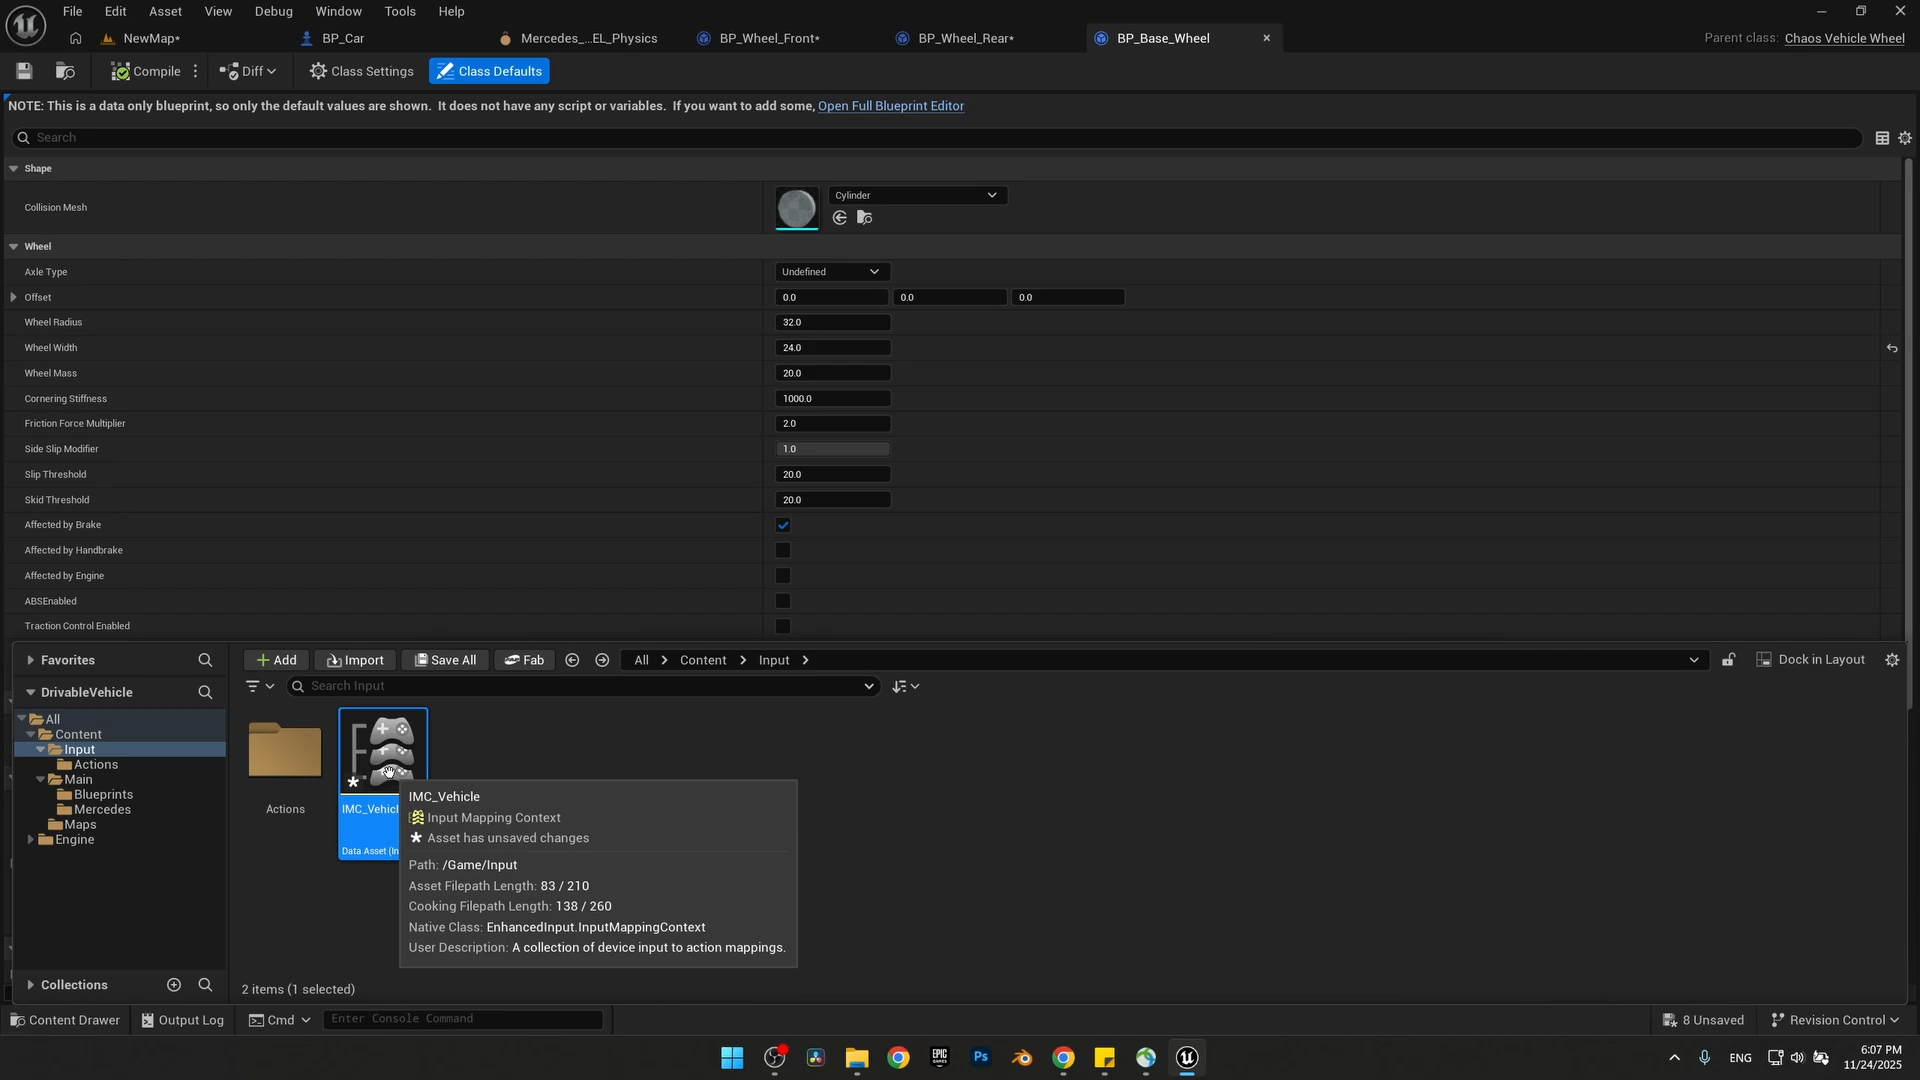 File Edit Asset View Debug Window Tools Help
NewMap* BP_Car Mercedes_...EL_Physics BP_Wheel_Front* BP_Wheel_Rear* BP_Base_Wheel Parent class: Chaos Vehicle Wheel
Compile Diff Class Settings Class Defaults
NOTE: This is a data only blueprint, so only the default values are shown. It does not have any script or variables. If you want to add some, Open Full Blueprint Editor
Search
Shape
Collision Mesh Cylinder
Wheel
Axle Type Undefined
Offset 0.0 0.0 0.0
Wheel Radius 32.0
Wheel Width 24.0
Wheel Mass 20.0
Cornering Stiffness 1000.0
Friction Force Multiplier 2.0
Side Slip Modifier 1.0
Slip Threshold 20.0
Skid Threshold 20.0
Affected by Brake
Affected by Handbrake
Affected by Engine
ABSEnabled
Traction Control Enabled
Favorites Add Import Save All Fab All Content Input Dock in Layout
DrivableVehicle Search Input
All
Content
Input
Actions
Main
Blueprints
Mercedes
Maps
Engine
Actions IMC_Vehicl
Data Asset (In
IMC_Vehicle
Input Mapping Context
Asset has unsaved changes
Path: /Game/Input
Asset Filepath Length: 83 / 210
Cooking Filepath Length: 138 / 260
Native Class: EnhancedInput.InputMappingContext
User Description: A collection of device input to action mappings.
Collections 2 items (1 selected)
Content Drawer Output Log Cmd Enter Console Command 8 Unsaved Revision Control
EPIC GAMES Ps ENG 6:07 PM
11/24/2025